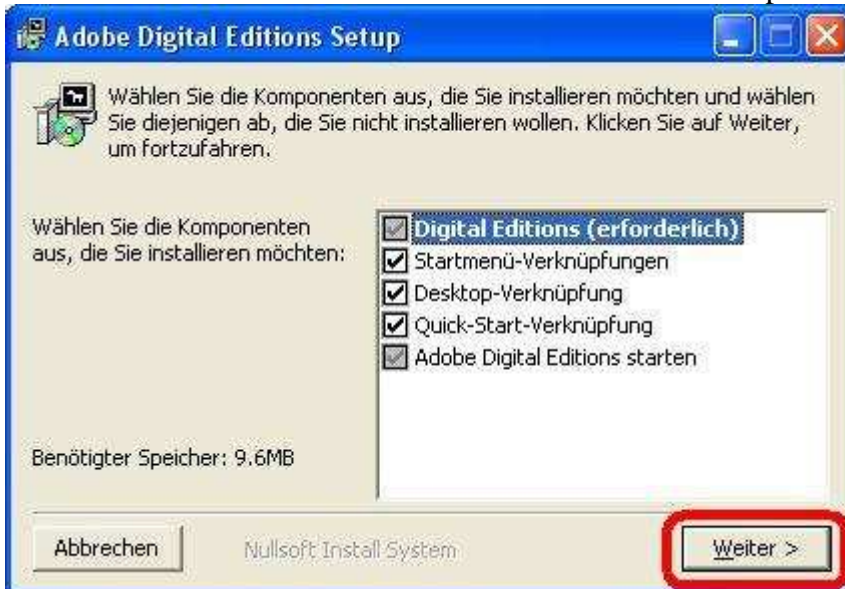 Adobe Digital Editions Setup
Wählen Sie die Komponenten aus, die Sie installieren möchten und wählen
Sie diejenigen ab, die Sie nicht installieren wollen. Klicken Sie auf Weiter,
um fortzufahren.
Wählen Sie die Komponenten
aus, die Sie installieren möchten:
Digital Editions (erforderlich)
Startmenü-Verknüpfungen
Desktop-Verknüpfung
Quick-Start-Verknüpfung
Adobe Digital Editions starten
Benötigter Speicher: 9.6MB
Abbrechen
Nullsoft Install System
Weiter >